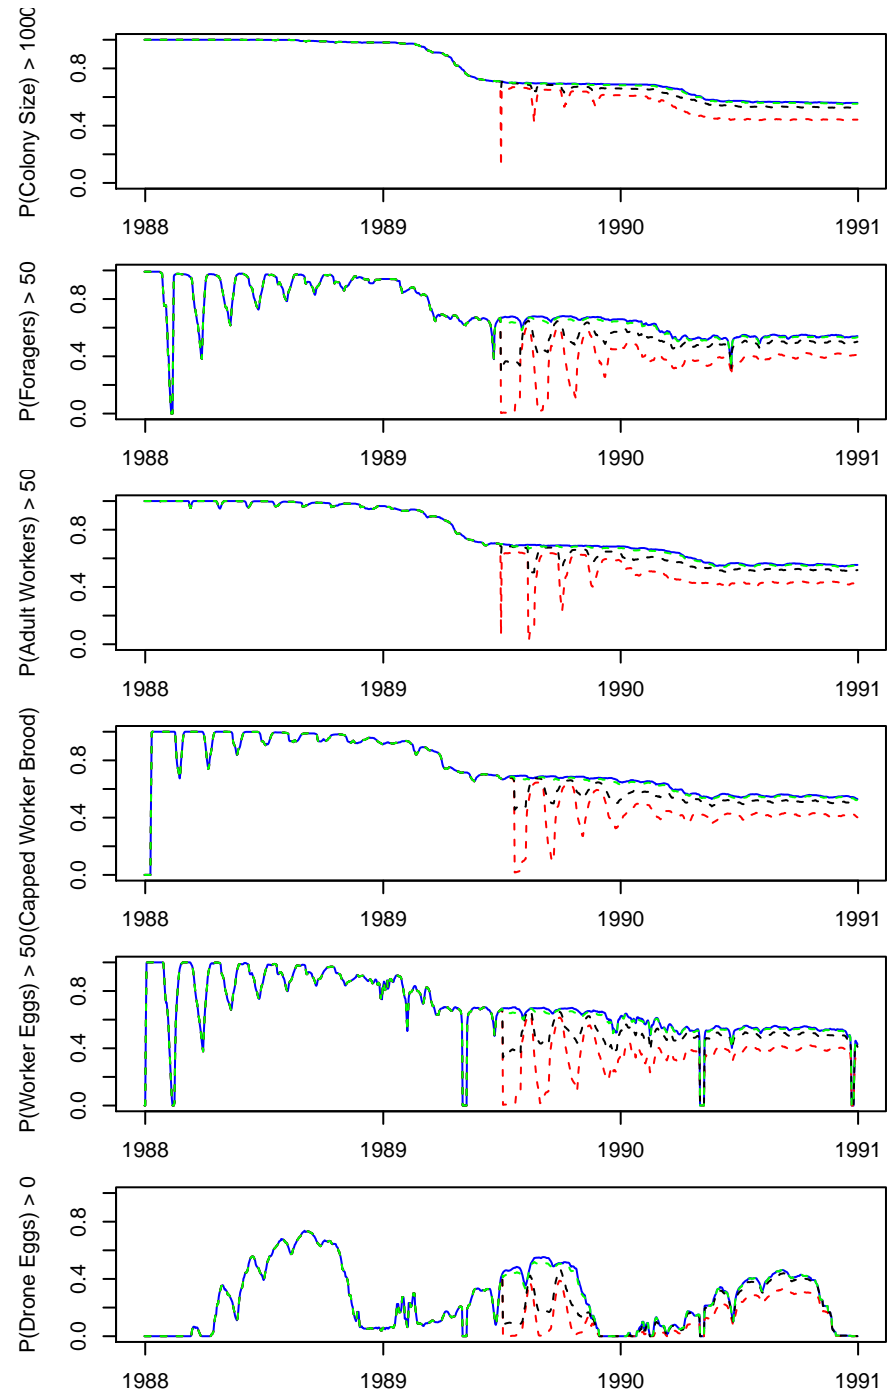 P(Colony Size) > 1000
0.0 0.4 0.8
1988 1989 1990 1991
P(Foragers) > 50
0.0 0.4 0.8
1988 1989 1990 1991
P(Adult Workers) > 50
0.0 0.4 0.8
1988 1989 1990 1991
(Capped Worker Brood)
0.0 0.4 0.8
1988 1989 1990 1991
P(Worker Eggs) > 50
0.0 0.4 0.8
1988 1989 1990 1991
P(Drone Eggs) > 0
0.0 0.4 0.8
1988 1989 1990 1991